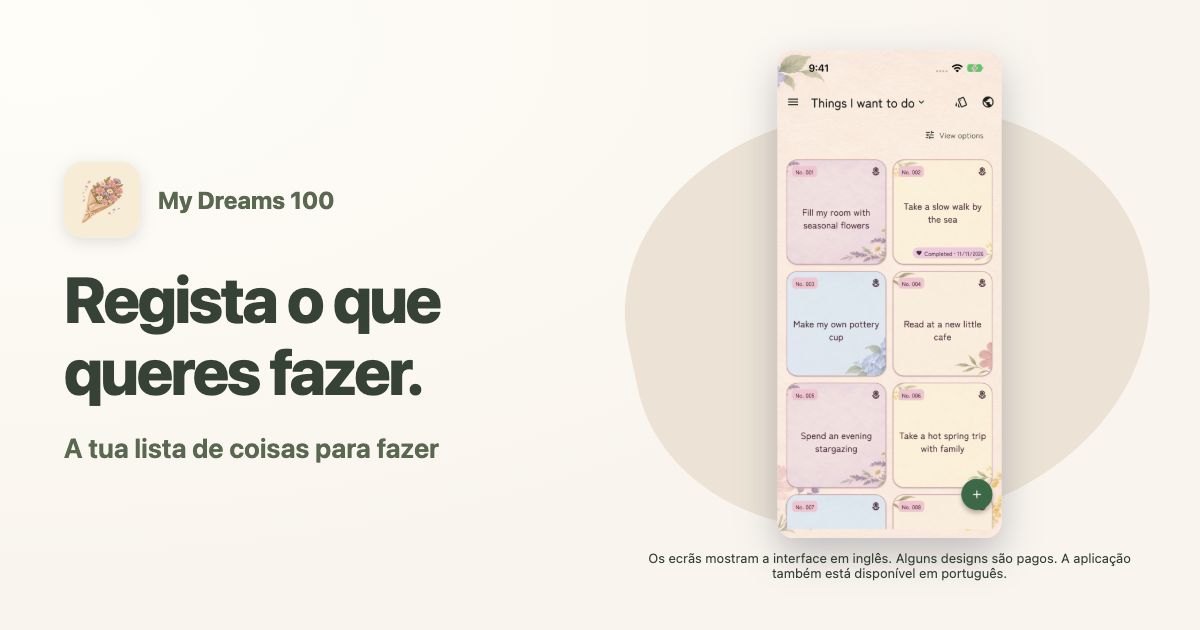 My Dreams 100
Regista o que
queres fazer.
A tua lista de coisas para fazer
9:41
Things I want to do
View options
No. 001
Fill my room with
seasonal flowers
No. 002
Take a slow walk by
the sea
Completed - 11/11/2026
No. 003
Make my own pottery
cup
No. 004
Read at a new little
cafe
No. 005
Spend an evening
stargazing
No. 006
Take a hot spring trip
with family
No. 007
No. 008
Os ecrãs mostram a interface em inglês. Alguns designs são pagos. A aplicação
também está disponível em português.